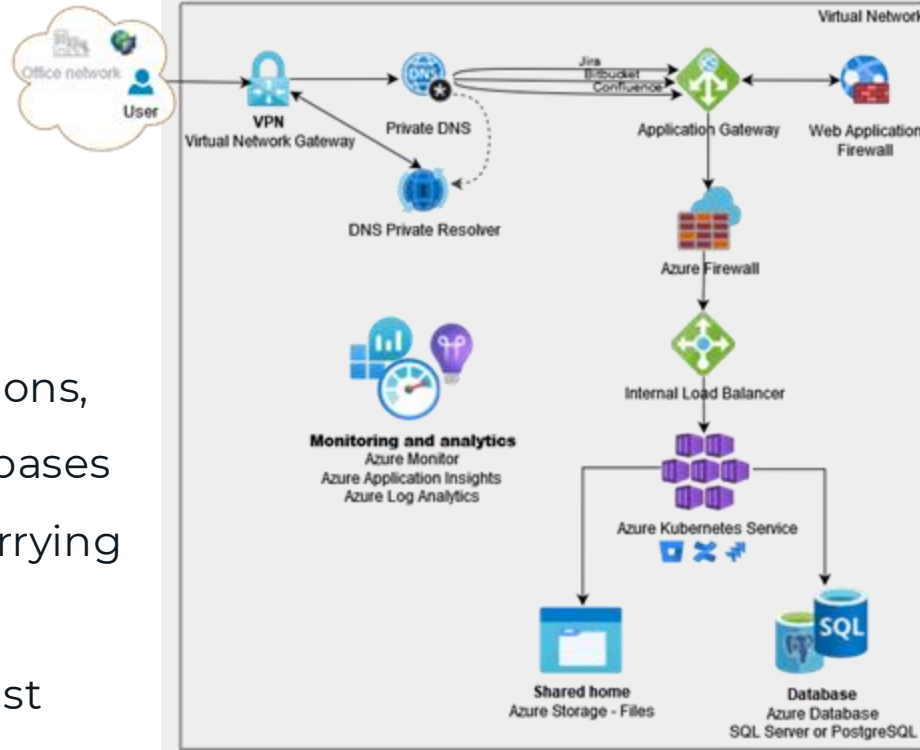 Virtual Network
Office network
User
VPN
Virtual Network Gateway
DNS
Private DNS
Jira
Bitbucket
Confluence
Application Gateway
Web Application
Firewall
DNS Private Resolver
Azure Firewall
Internal Load Balancer
ons,
bases
rrying
st
Monitoring and analytics
Azure Monitor
Azure Application Insights
Azure Log Analytics
Azure Kubernetes Service
Shared home
Azure Storage - Files
SQL
Database
Azure Database
SQL Server or PostgreSQL